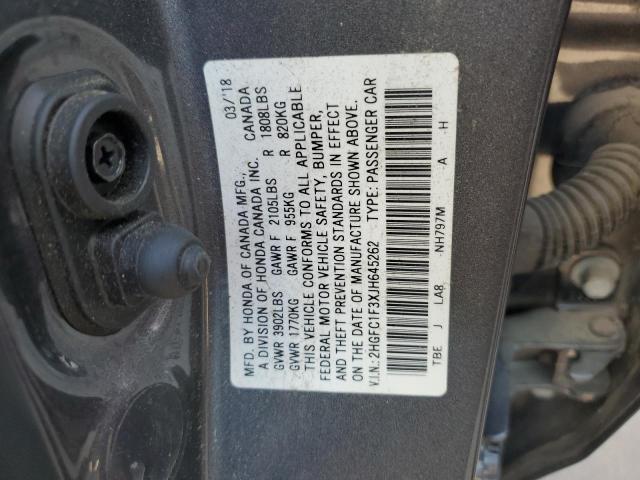 MFD. BY HONDA OF CANADA MFG., 03/'18
A DIVISION OF HONDA CANADA INC. CANADA
GVWR 3902LBS GAWR F 2105LBS R 1808LBS
GVWR 1770KG GAWR F 955KG R 820KG
THIS VEHICLE CONFORMS TO ALL APPLICABLE
FEDERAL MOTOR VEHICLE SAFETY, BUMPER,
AND THEFT PREVENTION STANDARDS IN EFFECT
ON THE DATE OF MANUFACTURE SHOWN ABOVE.
V.I.N.: 2HGFC1F3XJH645262 TYPE: PASSENGER CAR
TBE J LA8 -NH797M A H